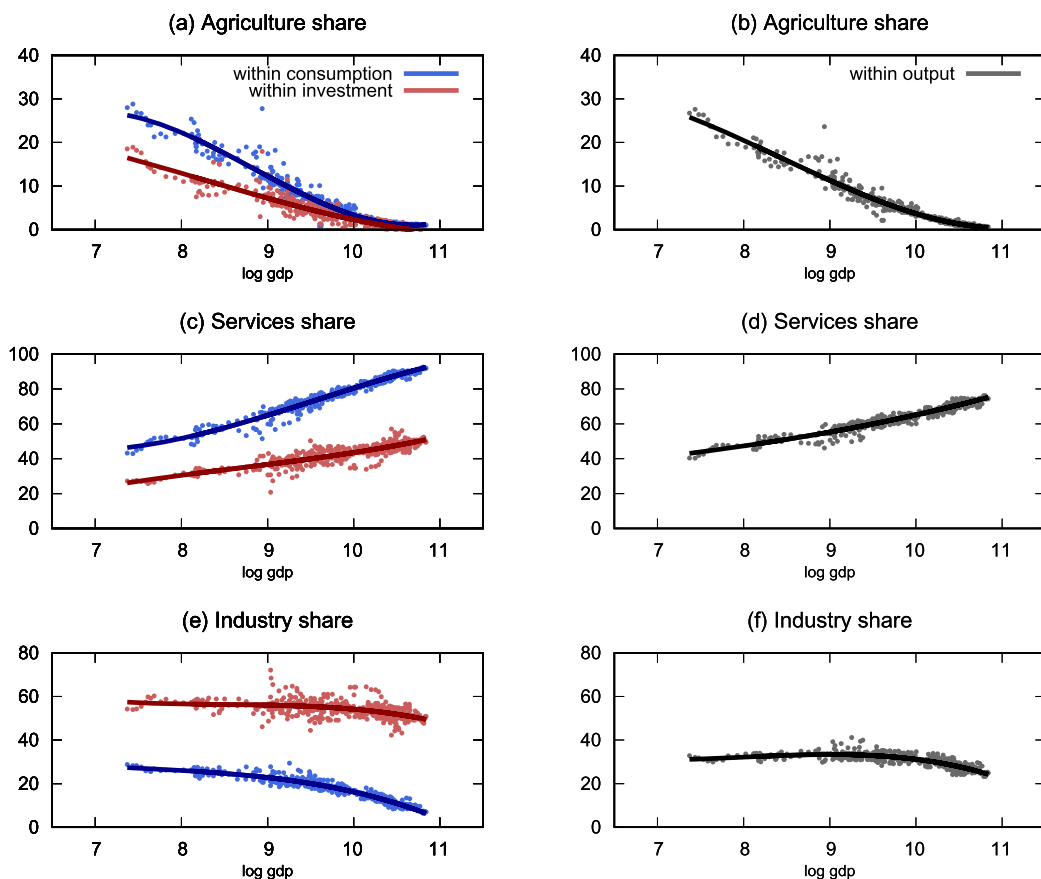 (a) Agriculture share
40
30
20
10
0
within consumption
within investment
7 8 9 10 11
log gdp
(b) Agriculture share
40
30
20
10
0
within output
7 8 9 10 11
log gdp
(c) Services share
100
80
60
40
20
0
7 8 9 10 11
log gdp
(d) Services share
100
80
60
40
20
0
7 8 9 10 11
log gdp
(e) Industry share
80
60
40
20
0
7 8 9 10 11
log gdp
(f) Industry share
80
60
40
20
0
7 8 9 10 11
log gdp